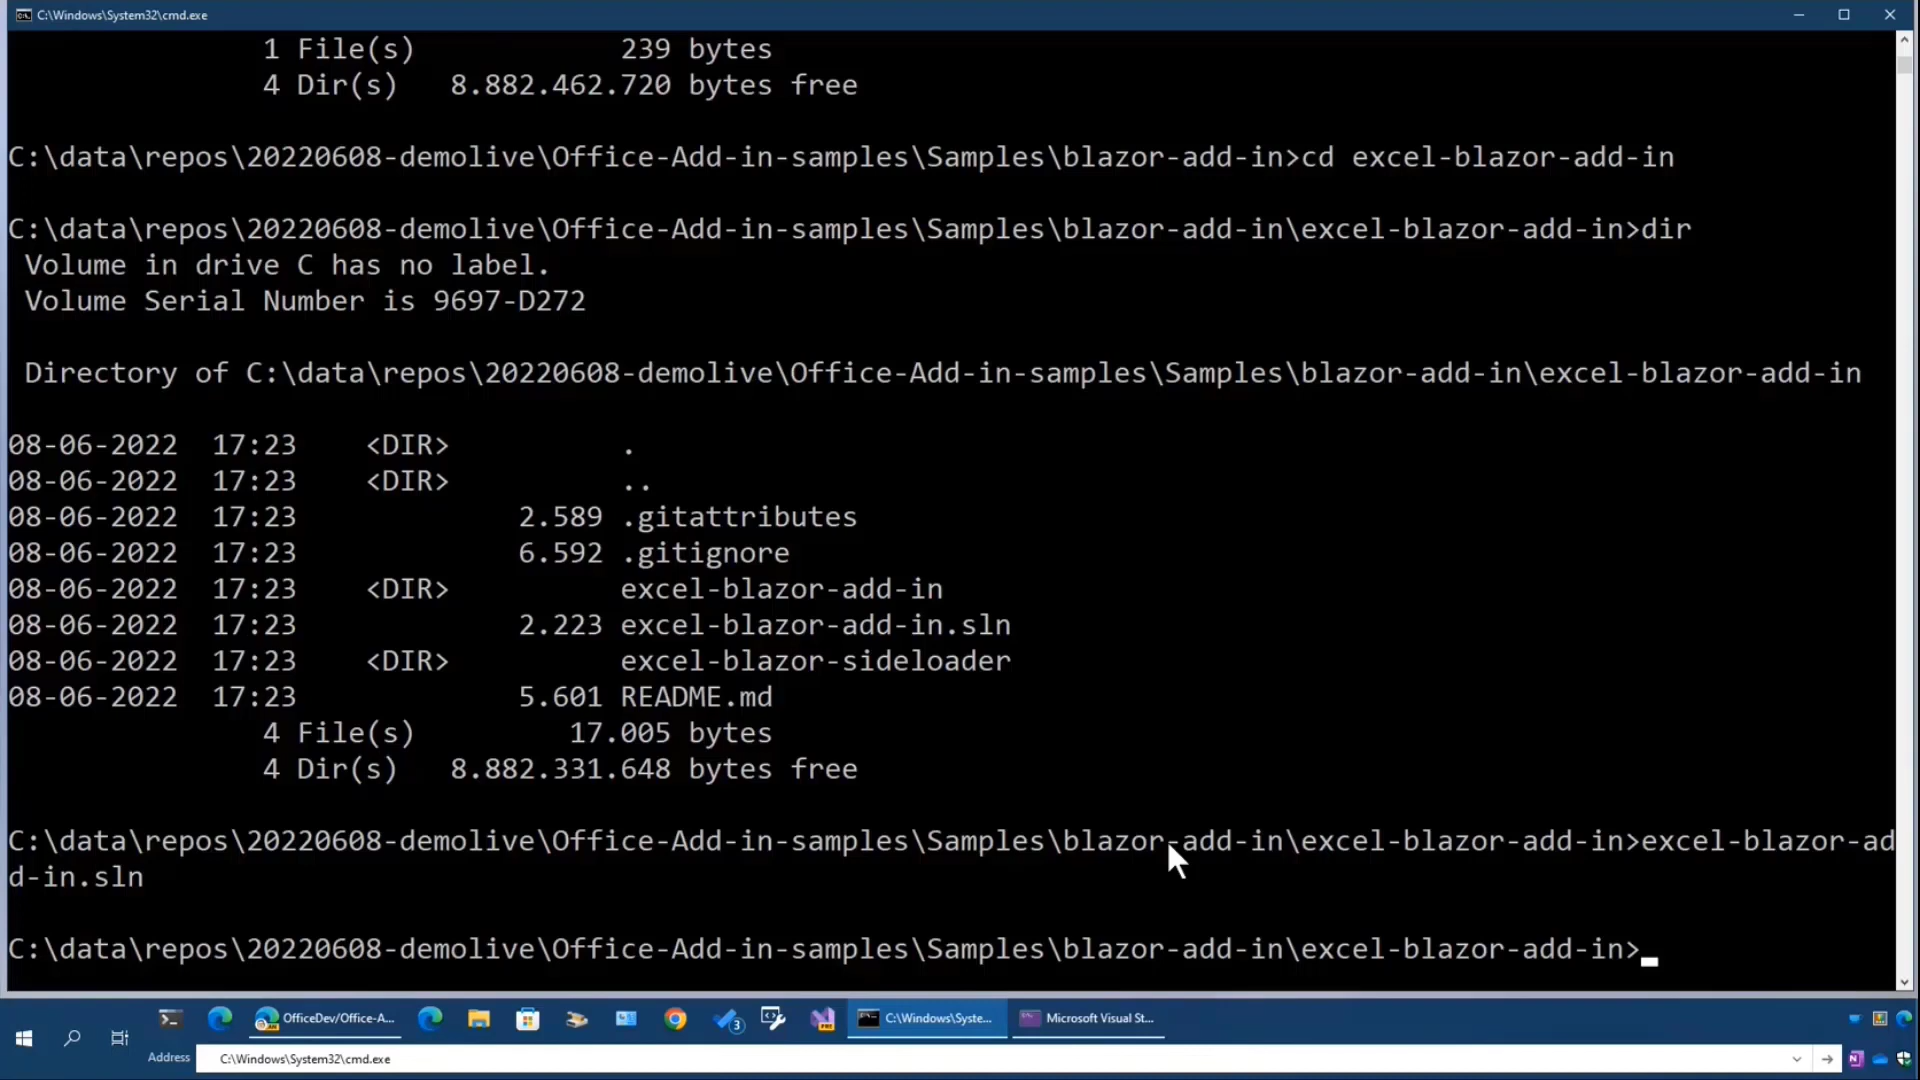 C:\Windows\System32\cmd.exe
1 File(s) 239 bytes
4 Dir(s) 8.882.462.720 bytes free
C:\data\repos\20220608-demolive\Office-Add-in-samples\Samples\blazor-add-in>cd excel-blazor-add-in
C:\data\repos\20220608-demolive\Office-Add-in-samples\Samples\blazor-add-in\excel-blazor-add-in>dir
Volume in drive C has no label.
Volume Serial Number is 9697-D272
Directory of C:\data\repos\20220608-demolive\Office-Add-in-samples\Samples\blazor-add-in\excel-blazor-add-in
08-06-2022 17:23 <DIR> .
08-06-2022 17:23 <DIR> ..
08-06-2022 17:23 2.589 .gitattributes
08-06-2022 17:23 6.592 .gitignore
08-06-2022 17:23 <DIR> excel-blazor-add-in
08-06-2022 17:23 2.223 excel-blazor-add-in.sln
08-06-2022 17:23 <DIR> excel-blazor-sideloader
08-06-2022 17:23 5.601 README.md
4 File(s) 17.005 bytes
4 Dir(s) 8.882.331.648 bytes free
C:\data\repos\20220608-demolive\Office-Add-in-samples\Samples\blazor-add-in\excel-blazor-add-in>excel-blazor-ad
d-in.sln
C:\data\repos\20220608-demolive\Office-Add-in-samples\Samples\blazor-add-in\excel-blazor-add-in>
OfficeDev/Office-A... 3 C:\Windows\Syste... Microsoft Visual St...
Address C:\Windows\System32\cmd.exe